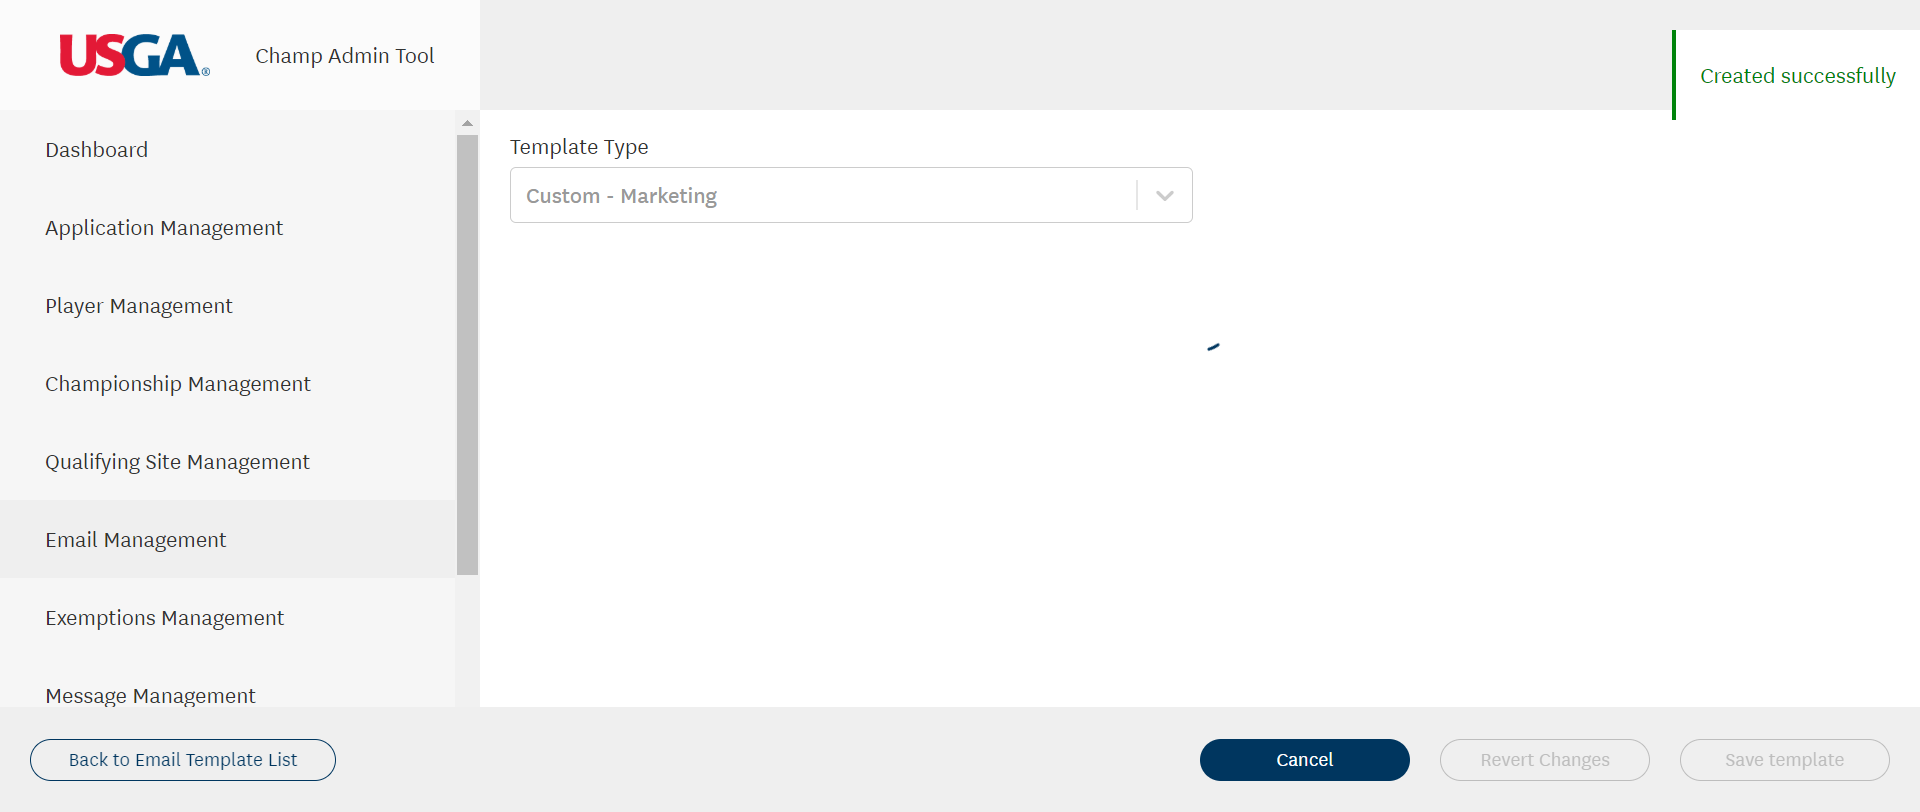 USGA®
Champ Admin Tool
Created successfully
Dashboard
Application Management
Player Management
Championship Management
Qualifying Site Management
Email Management
Exemptions Management
Message Management
Template Type
Custom - Marketing
Back to Email Template List
Cancel
Revert Changes
Save template